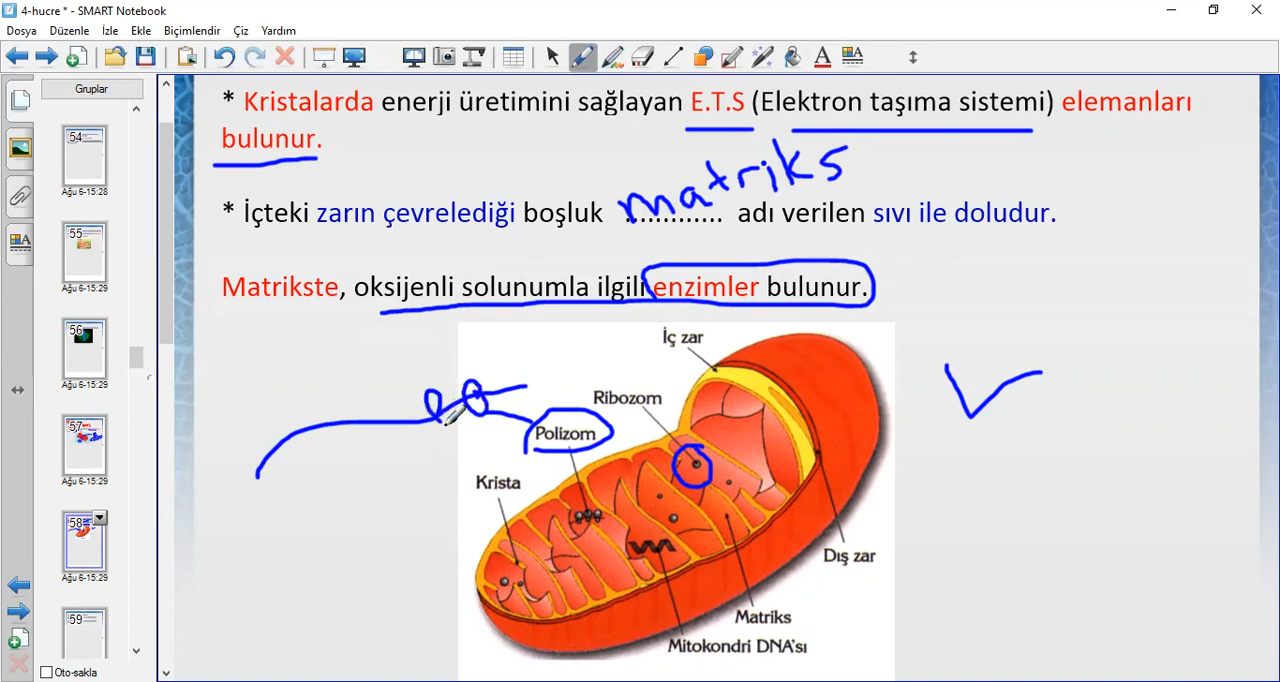 4-hucre * - SMART Notebook
Dosya Düzenle İzle Ekle Biçimlendir Çiz Yardım
Gruplar
54
Ağu 6-15:28
55
Ağu 6-15:29
56
Ağu 6-15:29
57
Ağu 6-15:29
58
Ağu 6-15:29
59
Oto-sakla
* Kristalarda enerji üretimini sağlayan E.T.S (Elektron taşıma sistemi) elemanları
bulunur.
matriks
* İçteki zarın çevrelediği boşluk ............. adı verilen sıvı ile doludur.
Matrikste, oksijenli solunumla ilgili enzimler bulunur.
İç zar
Ribozom
Polizom
Krista
Dış zar
Matriks
Mitokondri DNA'sı